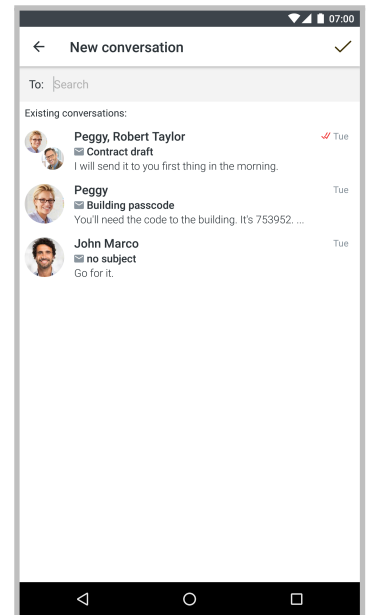 07:00
New conversation
To: Search
Existing conversations:
Peggy, Robert Taylor Tue
Contract draft
I will send it to you first thing in the morning.
Peggy Tue
Building passcode
You'll need the code to the building. It's 753952. ...
John Marco Tue
no subject
Go for it.